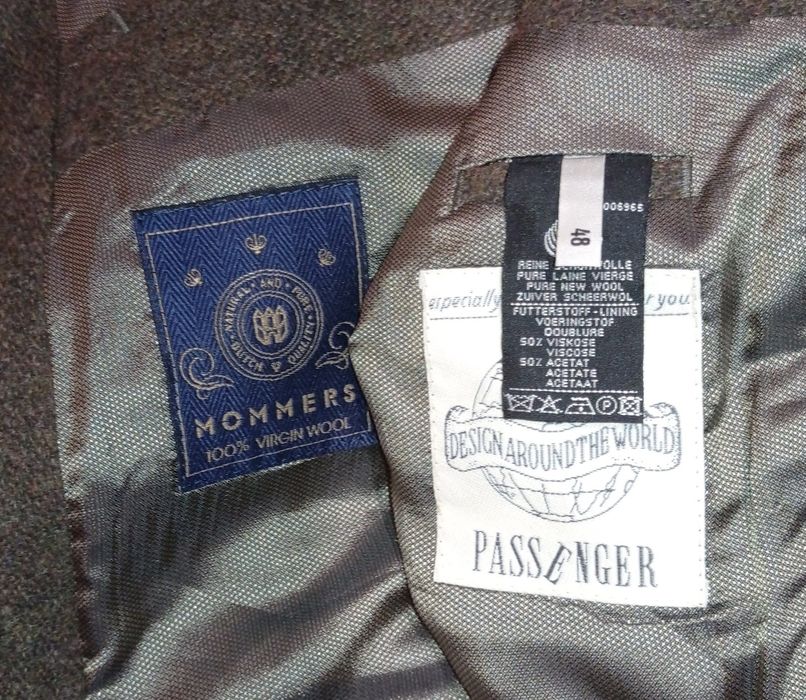 NATURAL • AND • PURE
• DUTCH QUALITY •
MOMMERS
100% VIRGIN WOOL
006965
48
REINE
PURE LAINE VIERGE
PURE NEW WOOL
ZUIVER SCHEERWOL
FUTTERSTOFF-LINING
VOERINGSTOF
DOUBLURE
50% VISKOSE
VISCOSE
50% ACETAT
ACETATE
ACETAAT
especially you
DESIGN AROUND THE WORLD
PASSENGER